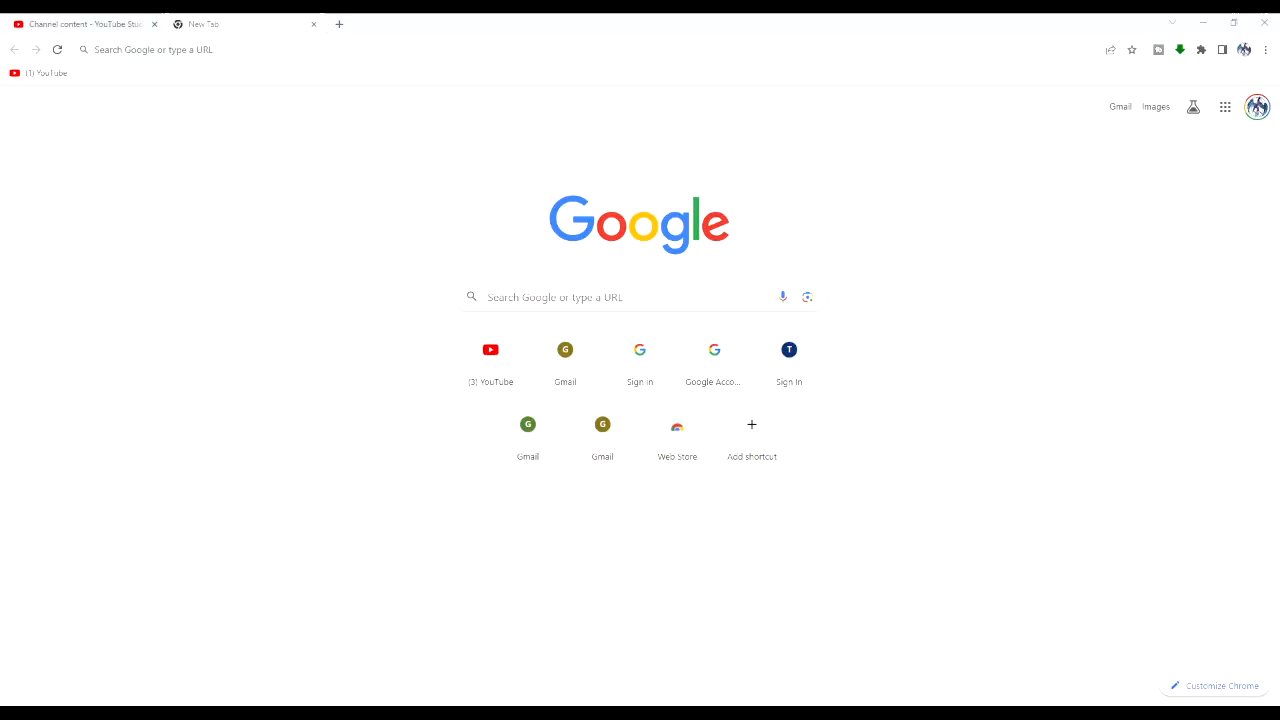 Channel content - YouTube Stu
New Tab
Search Google or type a URL
(1) YouTube
Gmail Images
Google
Search Google or type a URL
T
G
(3) YouTube Gmail Sign in Google Acco... Sign In
G G
Gmail Gmail Web Store Add shortcut
Customize Chrome